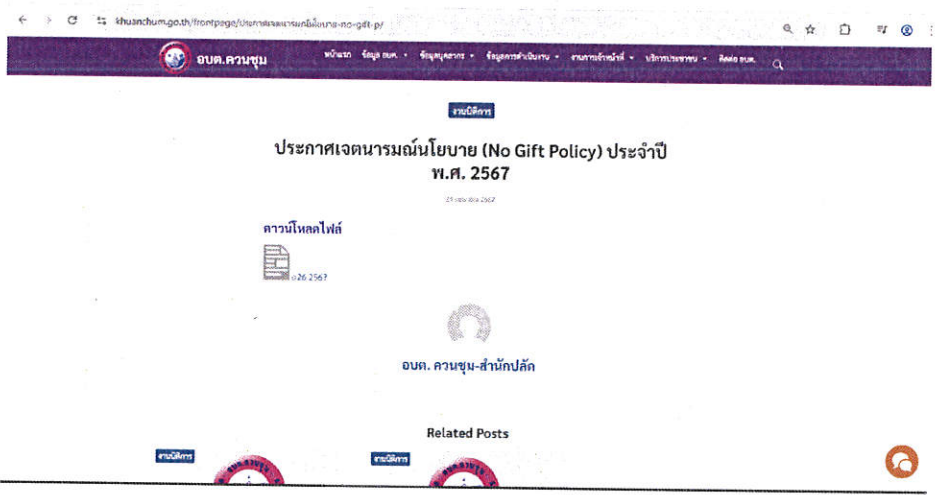 อบต.ควนชุม
หน้าแรก ข้อมูล อบต. ข้อมูลบุคลากร ข้อมูลการดำเนินงาน งานการเจ้าหน้าที่ บริการประชาชน ติดต่อ อบต.
งานนิติการ
ประกาศเจตนารมณ์นโยบาย (No Gift Policy) ประจำปี
พ.ศ. 2567
ดาวน์โหลดไฟล์
o26 2567
อบต. ควนชุม-สำนักปลัด
Related Posts
งานนิติการ
งานนิติการ